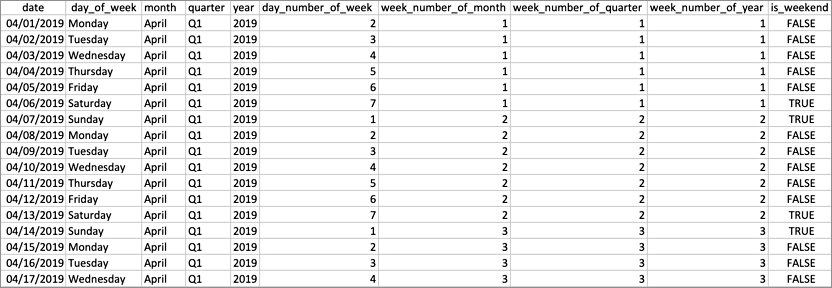 date day_of_week month quarter year day_number_of_week week_number_of_month week_number_of_quarter week_number_of_year is_weekend
04/01/2019 Monday April Q1 2019 2 1 1 1 FALSE
04/02/2019 Tuesday April Q1 2019 3 1 1 1 FALSE
04/03/2019 Wednesday April Q1 2019 4 1 1 1 FALSE
04/04/2019 Thursday April Q1 2019 5 1 1 1 FALSE
04/05/2019 Friday April Q1 2019 6 1 1 1 FALSE
04/06/2019 Saturday April Q1 2019 7 1 1 1 TRUE
04/07/2019 Sunday April Q1 2019 1 2 2 2 TRUE
04/08/2019 Monday April Q1 2019 2 2 2 2 FALSE
04/09/2019 Tuesday April Q1 2019 3 2 2 2 FALSE
04/10/2019 Wednesday April Q1 2019 4 2 2 2 FALSE
04/11/2019 Thursday April Q1 2019 5 2 2 2 FALSE
04/12/2019 Friday April Q1 2019 6 2 2 2 FALSE
04/13/2019 Saturday April Q1 2019 7 2 2 2 TRUE
04/14/2019 Sunday April Q1 2019 1 3 3 3 TRUE
04/15/2019 Monday April Q1 2019 2 3 3 3 FALSE
04/16/2019 Tuesday April Q1 2019 3 3 3 3 FALSE
04/17/2019 Wednesday April Q1 2019 4 3 3 3 FALSE